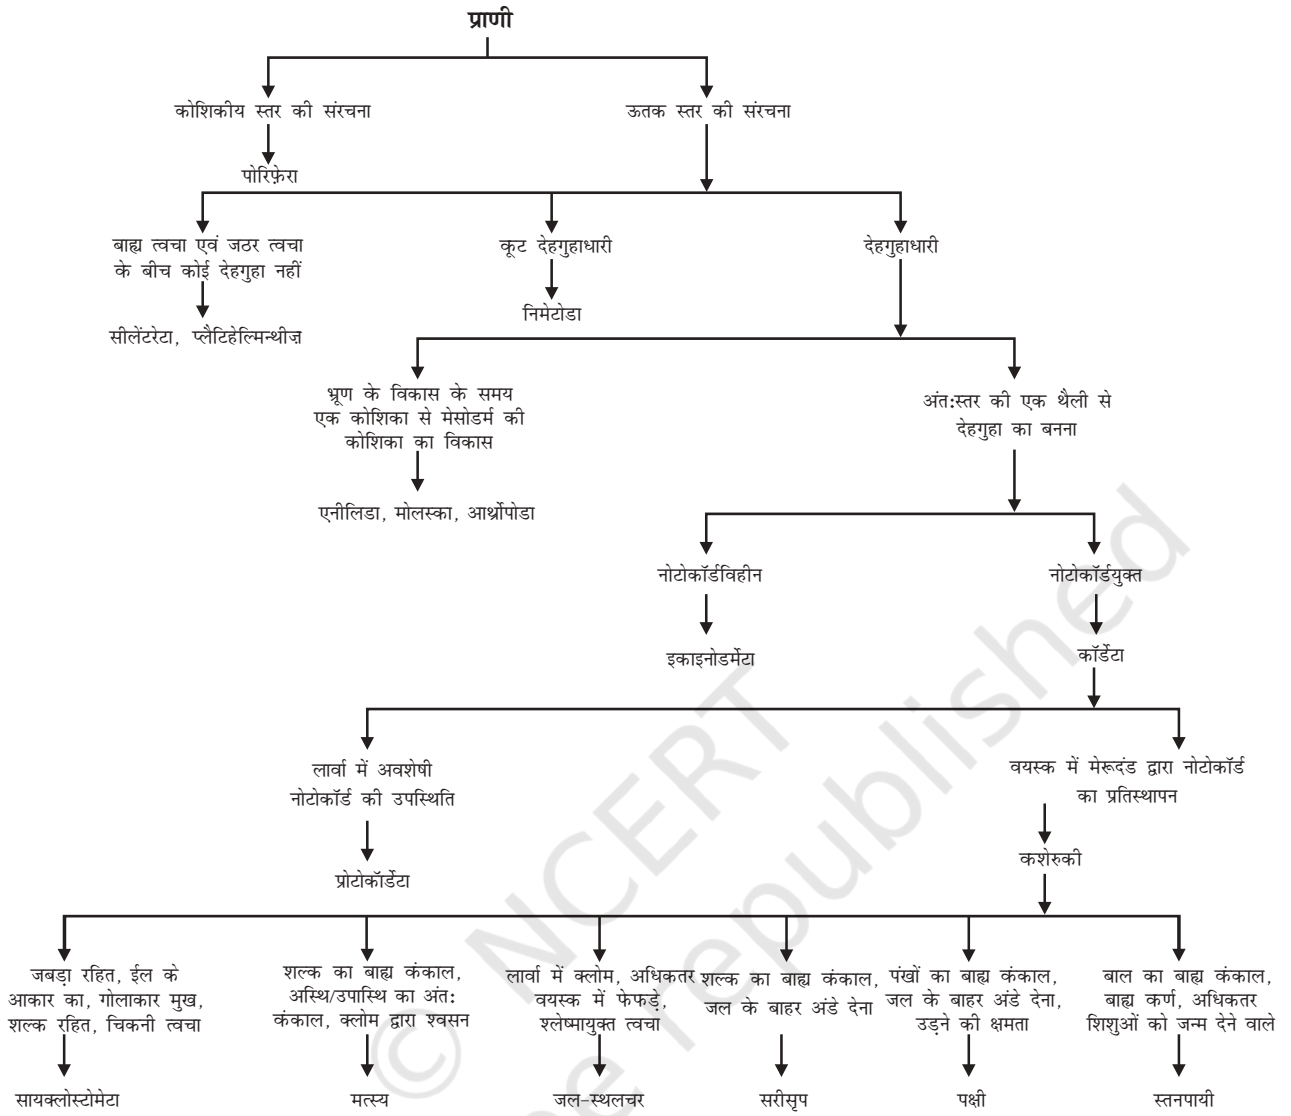 प्राणी
कोशिकीय स्तर की संरचना
ऊतक स्तर की संरचना
पोरिफ़ेरा
बाह्य त्वचा एवं जठर त्वचा
के बीच कोई देहगुहा नहीं
कूट देहगुहाधारी
देहगुहाधारी
निमेटोडा
सीलेंटरेटा, प्लैटिहेल्मिन्थीज़
भ्रूण के विकास के समय
एक कोशिका से मेसोडर्म की
कोशिका का विकास
अंत:स्तर की एक थैली से
देहगुहा का बनना
एनीलिडा, मोलस्का, आर्थ्रोपोडा
नोटोकॉर्डविहीन
नोटोकॉर्डयुक्त
इकाइनोडर्मेटा
कॉर्डेटा
लार्वा में अवशेषी
नोटोकॉर्ड की उपस्थिति
वयस्क में मेरूदंड द्वारा नोटोकॉर्ड
का प्रतिस्थापन
प्रोटोकॉर्डेटा
कशेरुकी
जबड़ा रहित, ईल के
आकार का, गोलाकार मुख,
शल्क रहित, चिकनी त्वचा
शल्क का बाह्य कंकाल,
अस्थि/उपास्थि का अंत:
कंकाल, क्लोम द्वारा श्वसन
लार्वा में क्लोम, अधिकतर
वयस्क में फेफड़े,
श्लेष्मायुक्त त्वचा
शल्क का बाह्य कंकाल,
जल के बाहर अंडे देना
पंखों का बाह्य कंकाल,
जल के बाहर अंडे देना,
उड़ने की क्षमता
बाल का बाह्य कंकाल,
बाह्य कर्ण, अधिकतर
शिशुओं को जन्म देने वाले
सायक्लोस्टोमेटा
मत्स्य
जल-स्थलचर
सरीसृप
पक्षी
स्तनपायी
© NCERT
be republished